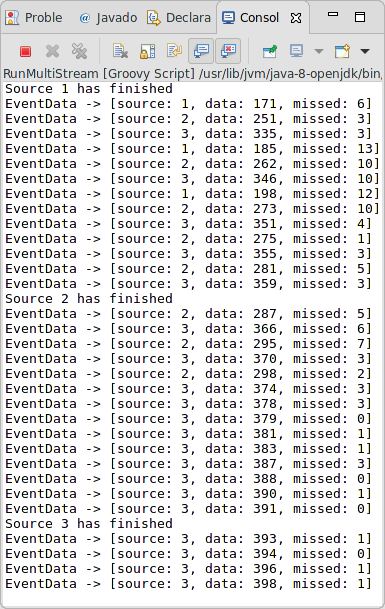 Proble
@ Javado
Declara
Consol
RunMultiStream [Groovy Script] /usr/lib/jvm/java-8-openjdk/bin,
Source 1 has finished
EventData -> [source: 1, data: 171, missed: 6]
EventData -> [source: 2, data: 251, missed: 3]
EventData -> [source: 3, data: 335, missed: 3]
EventData -> [source: 1, data: 185, missed: 13]
EventData -> [source: 2, data: 262, missed: 10]
EventData -> [source: 3, data: 346, missed: 10]
EventData -> [source: 1, data: 198, missed: 12]
EventData -> [source: 2, data: 273, missed: 10]
EventData -> [source: 3, data: 351, missed: 4]
EventData -> [source: 2, data: 275, missed: 1]
EventData -> [source: 3, data: 355, missed: 3]
EventData -> [source: 2, data: 281, missed: 5]
EventData -> [source: 3, data: 359, missed: 3]
Source 2 has finished
EventData -> [source: 2, data: 287, missed: 5]
EventData -> [source: 3, data: 366, missed: 6]
EventData -> [source: 2, data: 295, missed: 7]
EventData -> [source: 3, data: 370, missed: 3]
EventData -> [source: 2, data: 298, missed: 2]
EventData -> [source: 3, data: 374, missed: 3]
EventData -> [source: 3, data: 378, missed: 3]
EventData -> [source: 3, data: 379, missed: 0]
EventData -> [source: 3, data: 381, missed: 1]
EventData -> [source: 3, data: 383, missed: 1]
EventData -> [source: 3, data: 387, missed: 3]
EventData -> [source: 3, data: 388, missed: 0]
EventData -> [source: 3, data: 390, missed: 1]
EventData -> [source: 3, data: 391, missed: 0]
Source 3 has finished
EventData -> [source: 3, data: 393, missed: 1]
EventData -> [source: 3, data: 394, missed: 0]
EventData -> [source: 3, data: 396, missed: 1]
EventData -> [source: 3, data: 398, missed: 1]